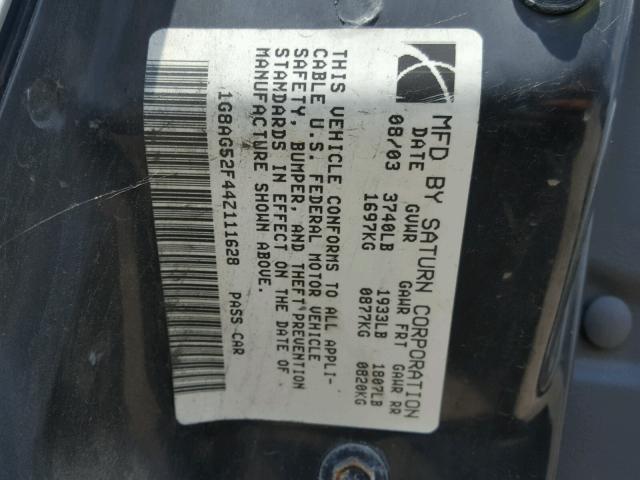 MFD BY SATURN CORPORATION
DATE GVWR GAWR FRT GAWR RR
08/03 3740LB 1933LB 1807LB
1697KG 0877KG 0820KG
THIS VEHICLE CONFORMS TO ALL APPLI-
CABLE U.S. FEDERAL MOTOR VEHICLE
SAFETY, BUMPER, AND THEFT PREVENTION
STANDARDS IN EFFECT ON THE DATE OF
MANUFACTURE SHOWN ABOVE.
1G8AG52F44Z111628 PASS CAR